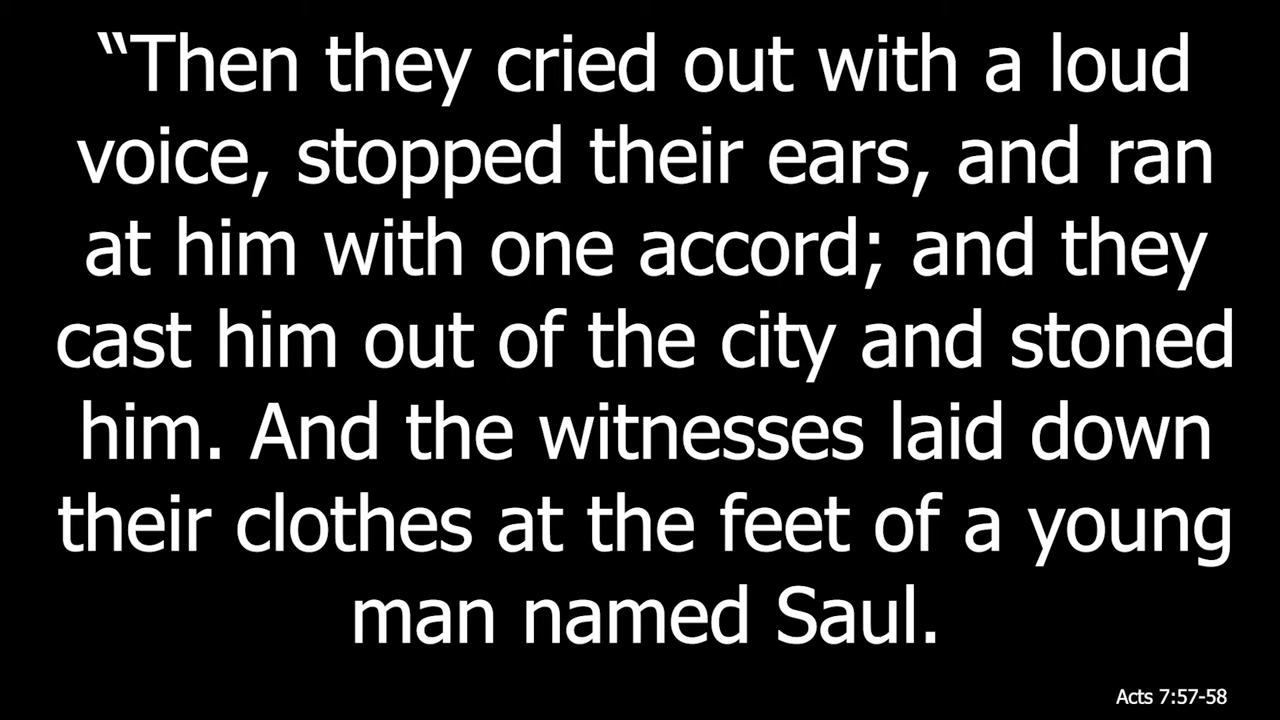 “Then they cried out with a loud
voice, stopped their ears, and ran
at him with one accord; and they
cast him out of the city and stoned
him. And the witnesses laid down
their clothes at the feet of a young
man named Saul.
Acts 7:57-58